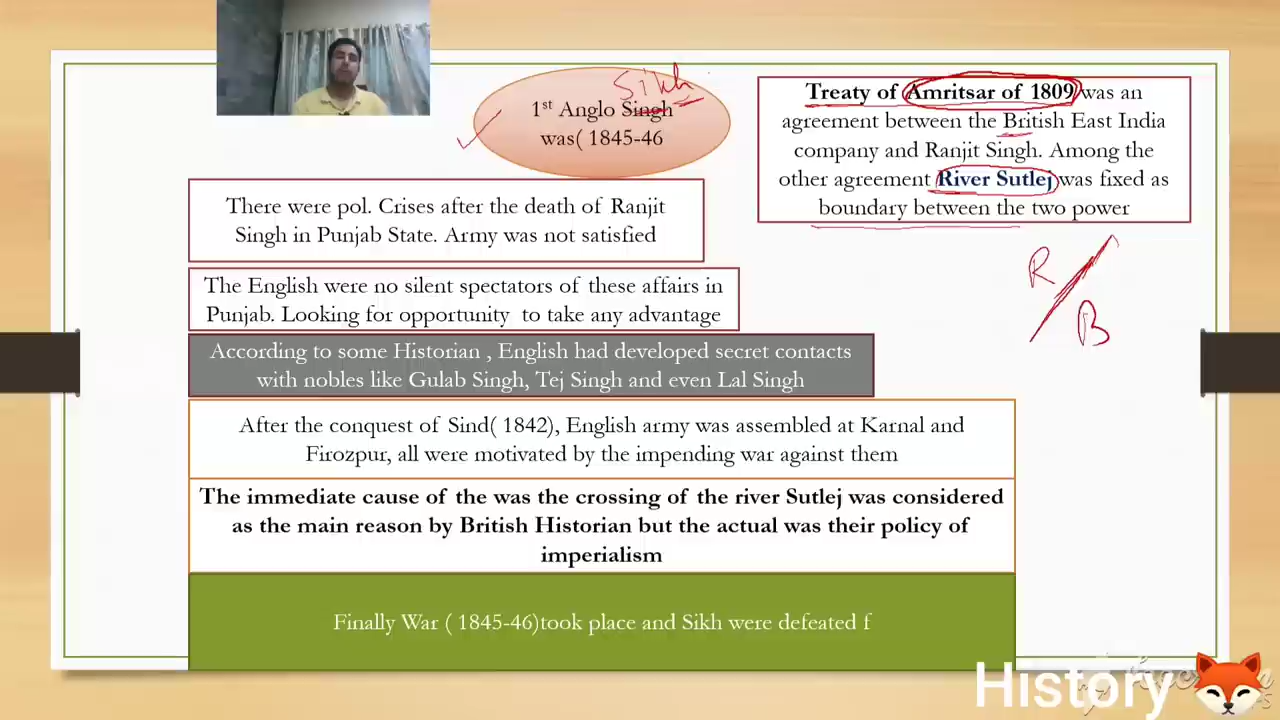 Sikh
1st Anglo Singh
was( 1845-46
Treaty of Amritsar of 1809 was an
agreement between the British East India
company and Ranjit Singh. Among the
other agreement River Sutlej was fixed as
boundary between the two power
There were pol. Crises after the death of Ranjit
Singh in Punjab State. Army was not satisfied
R
B
The English were no silent spectators of these affairs in
Punjab. Looking for opportunity to take any advantage
According to some Historian , English had developed secret contacts
with nobles like Gulab Singh, Tej Singh and even Lal Singh
After the conquest of Sind( 1842), English army was assembled at Karnal and
Firozpur, all were motivated by the impending war against them
The immediate cause of the was the crossing of the river Sutlej was considered
as the main reason by British Historian but the actual was their policy of
imperialism
Finally War ( 1845-46)took place and Sikh were defeated f
History